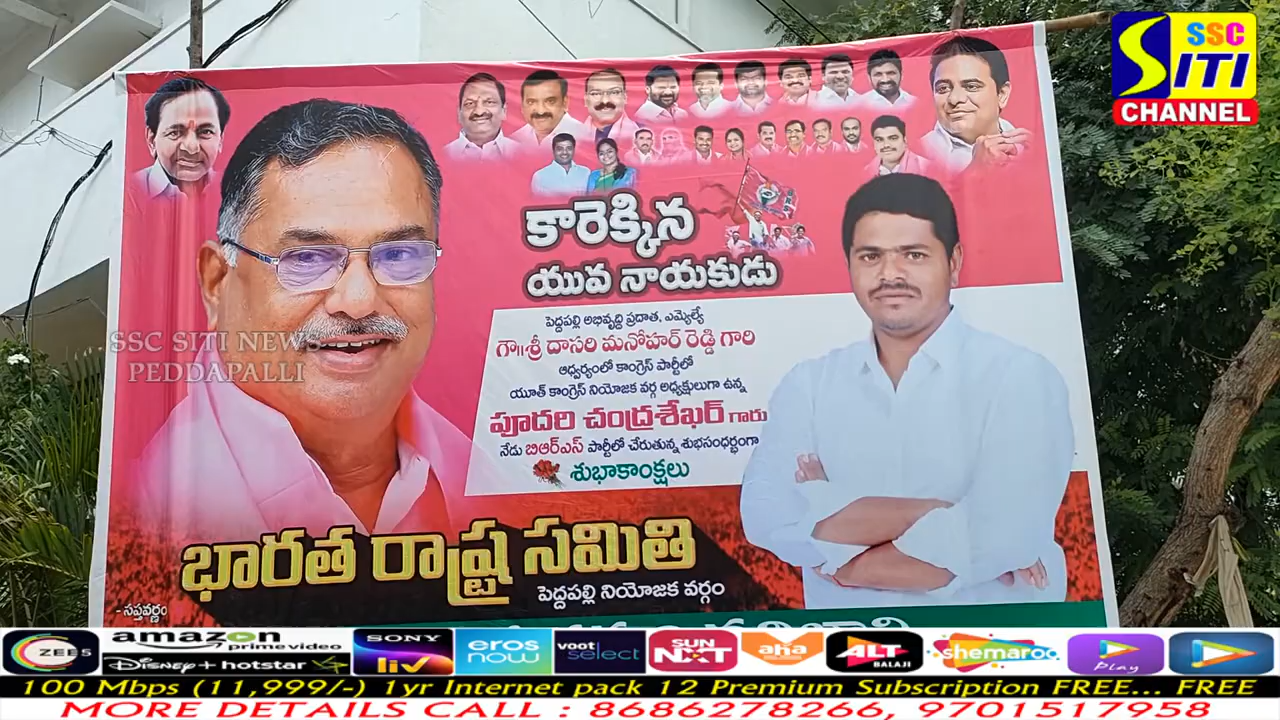 SSC
SITI
CHANNEL
కారెక్కిన
యువ నాయకుడు
పెద్దపల్లి అభివృద్ధి ప్రదాత, ఎమ్మెల్యే
గౌ||శ్రీ దాసరి మనోహర్ రెడ్డి గారి
ఆధ్వర్యంలో కాంగ్రెస్ పార్టీలో
యూత్ కాంగ్రెస్ నియోజక వర్గ అధ్యక్షులుగా ఉన్న
పూదరి చంద్రశేఖర్ గారు
నేడు బిఆర్ఎస్ పార్టీలో చేరుతున్న శుభసందర్భంగా
శుభాకాంక్షలు
SSC SITI NEWS
PEDDAPALLI
భారత రాష్ట్ర సమితి
పెద్దపల్లి నియోజక వర్గం
- సప్తవర్ణం
ZEE5
amazon
prime video
Disney+ hotstar
SONY
liv
eros
now
voot
select
SUN
NXT
aha
ALT
BALAJI
shemaroo
Play
100 Mbps (11,999/-) 1yr Internet pack 12 Premium Subscription FREE... FREE
MORE DETAILS CALL : 8686278266, 9701517958